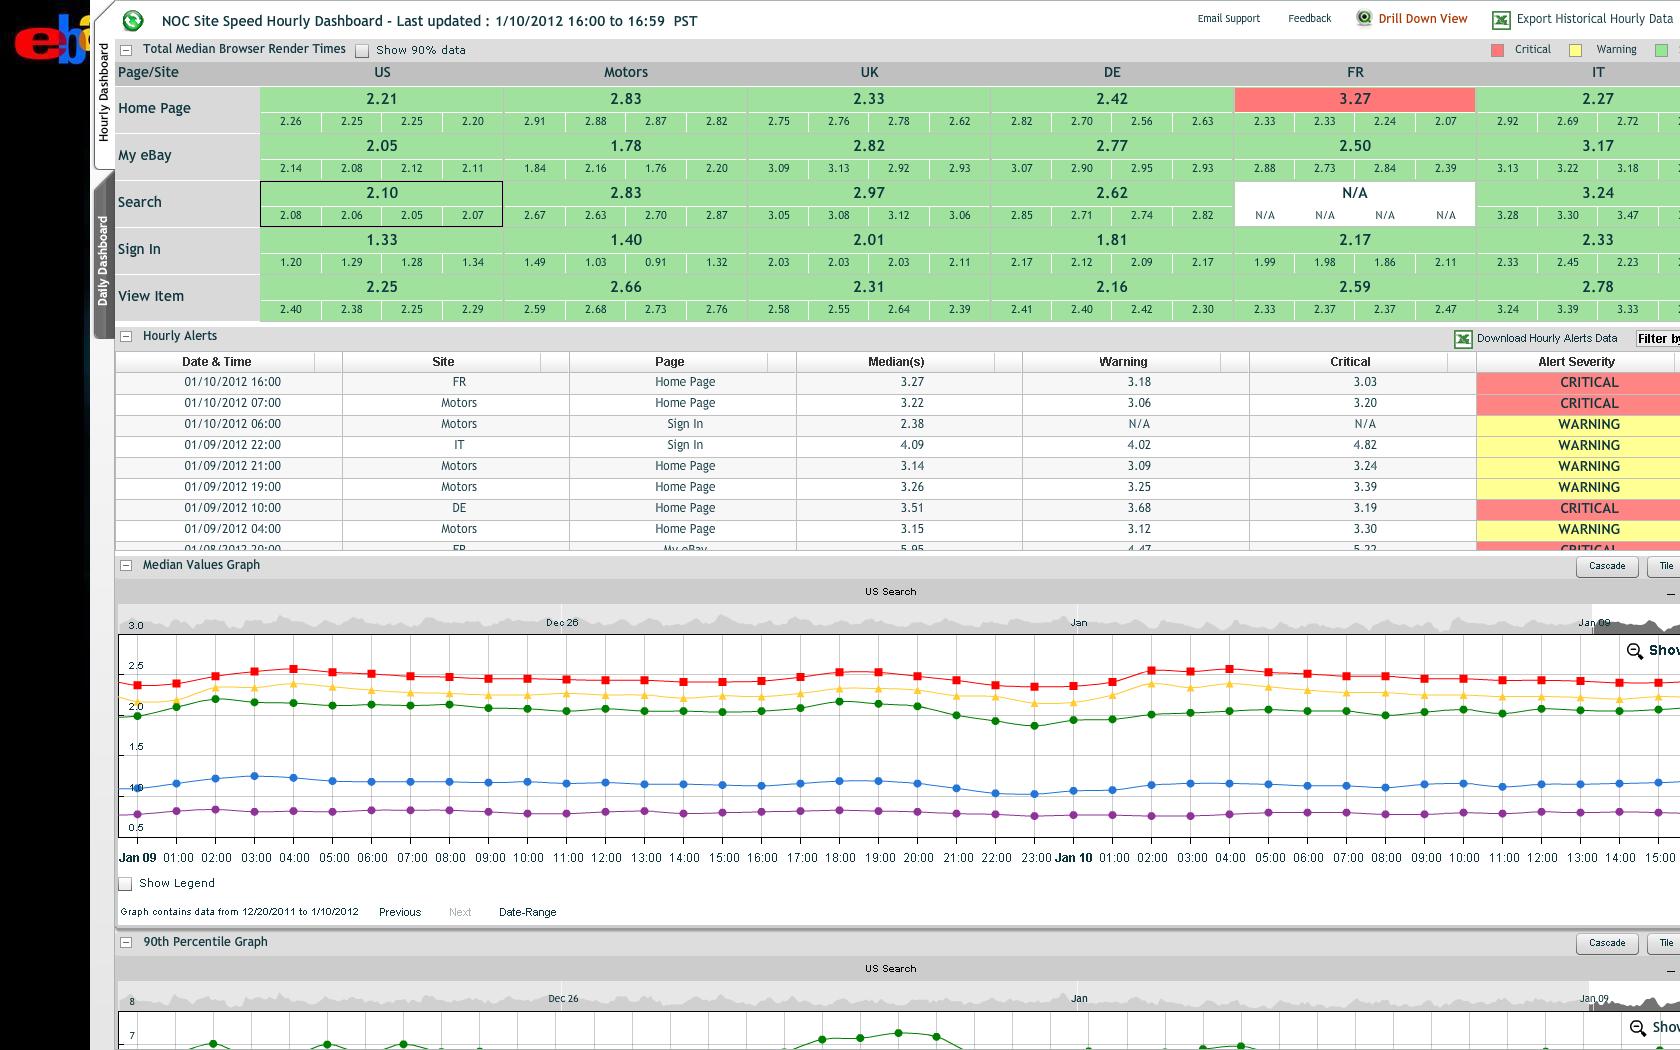 eb
NOC Site Speed Hourly Dashboard - Last updated : 1/10/2012 16:00 to 16:59 PST
Email Support
Feedback
Drill Down View
Export Historical Hourly Data
Hourly Dashboard
Daily Dashboard
Total Median Browser Render Times
Show 90% data
Critical
Warning
Page/Site US Motors UK DE FR IT
Home Page
2.21 2.83 2.33 2.42 3.27 2.27
2.26 2.25 2.25 2.20 2.91 2.88 2.87 2.82 2.75 2.76 2.78 2.62 2.82 2.70 2.56 2.63 2.33 2.33 2.24 2.07 2.92 2.69 2.72
My eBay
2.05 1.78 2.82 2.77 2.50 3.17
2.14 2.08 2.12 2.11 1.84 2.16 1.76 2.20 3.09 3.13 2.92 2.93 3.07 2.90 2.95 2.93 2.88 2.73 2.84 2.39 3.13 3.22 3.18
Search
2.10 2.83 2.97 2.62 N/A 3.24
2.08 2.06 2.05 2.07 2.67 2.63 2.70 2.87 3.05 3.08 3.12 3.06 2.85 2.71 2.74 2.82 N/A N/A N/A N/A 3.28 3.30 3.47
Sign In
1.33 1.40 2.01 1.81 2.17 2.33
1.20 1.29 1.28 1.34 1.49 1.03 0.91 1.32 2.03 2.03 2.03 2.11 2.17 2.12 2.09 2.17 1.99 1.98 1.86 2.11 2.33 2.45 2.23
View Item
2.25 2.66 2.31 2.16 2.59 2.78
2.40 2.38 2.25 2.29 2.59 2.68 2.73 2.76 2.58 2.55 2.64 2.39 2.41 2.40 2.42 2.30 2.33 2.37 2.37 2.47 3.24 3.39 3.33
Hourly Alerts
Download Hourly Alerts Data
Filter by
Date & Time Site Page Median(s) Warning Critical Alert Severity
01/10/2012 16:00 FR Home Page 3.27 3.18 3.03 CRITICAL
01/10/2012 07:00 Motors Home Page 3.22 3.06 3.20 CRITICAL
01/10/2012 06:00 Motors Sign In 2.38 N/A N/A WARNING
01/09/2012 22:00 IT Sign In 4.09 4.02 4.82 WARNING
01/09/2012 21:00 Motors Home Page 3.14 3.09 3.24 WARNING
01/09/2012 19:00 Motors Home Page 3.26 3.25 3.39 WARNING
01/09/2012 10:00 DE Home Page 3.51 3.68 3.19 CRITICAL
01/09/2012 04:00 Motors Home Page 3.15 3.12 3.30 WARNING
01/08/2012 20:00 FR My eBay 5.95 4.47 5.22 CRITICAL
Median Values Graph
Cascade
Tile
US Search
Dec 26
Jan
Jan 09
3.0
Show
2.5
2.0
1.5
1.0
0.5
Jan 09 01:00 02:00 03:00 04:00 05:00 06:00 07:00 08:00 09:00 10:00 11:00 12:00 13:00 14:00 15:00 16:00 17:00 18:00 19:00 20:00 21:00 22:00 23:00 Jan 10 01:00 02:00 03:00 04:00 05:00 06:00 07:00 08:00 09:00 10:00 11:00 12:00 13:00 14:00 15:00
Show Legend
Graph contains data from 12/20/2011 to 1/10/2012
Previous
Next
Date-Range
90th Percentile Graph
Cascade
Tile
US Search
8
Dec 26
Jan
Jan 09
Show
7